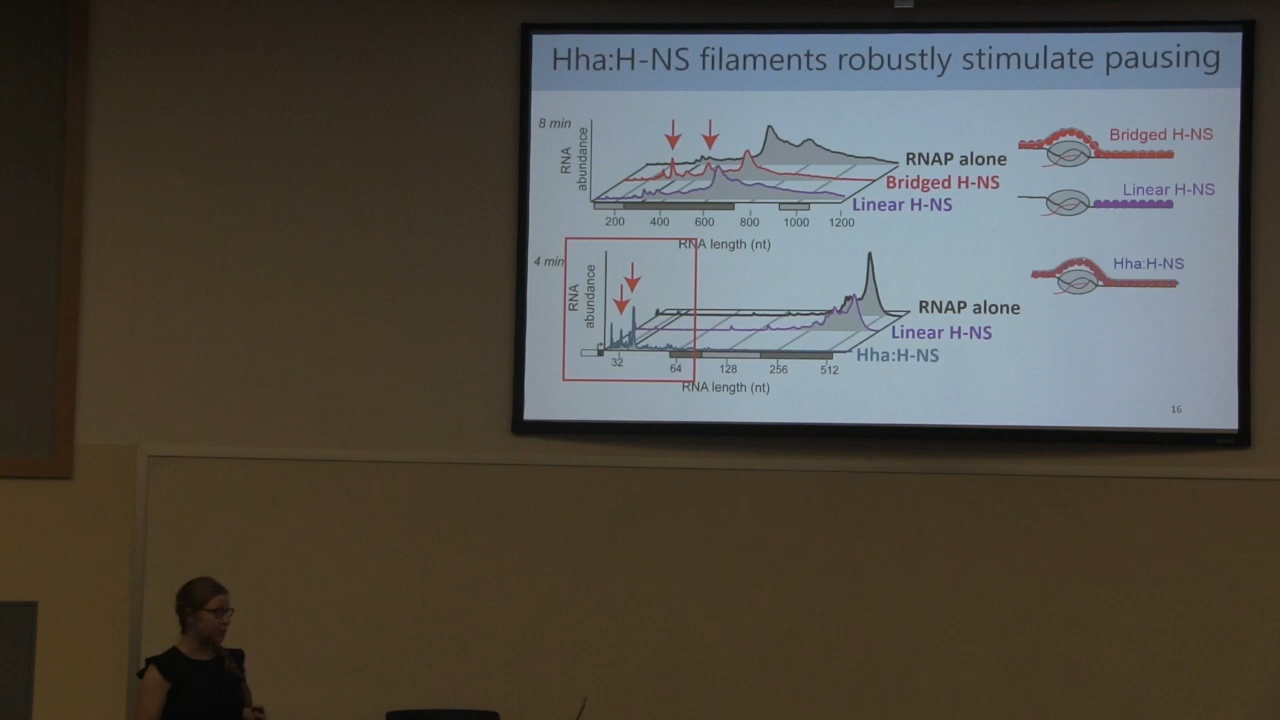 Hha:H-NS filaments robustly stimulate pausing
8 min
RNA abundance
RNAP alone
Bridged H-NS
Linear H-NS
200 400 600 800 1000 1200
RNA length (nt)
Bridged H-NS
Linear H-NS
Hha:H-NS
4 min
RNA abundance
RNAP alone
Linear H-NS
Hha:H-NS
32 64 128 256 512
RNA length (nt)
16